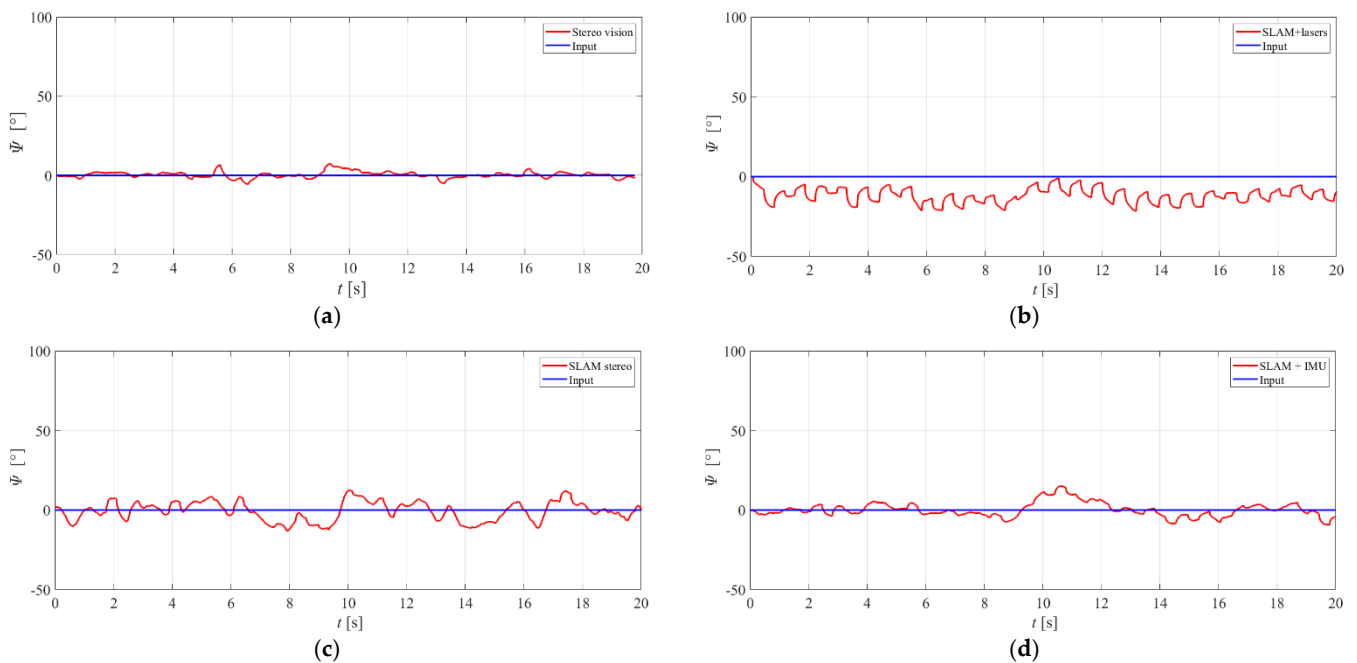 100
50
0
-50
Ψ [°]
0 2 4 6 8 10 12 14 16 18 20
t [s]
Stereo vision
Input
(a)
100
50
0
-50
Ψ [°]
0 2 4 6 8 10 12 14 16 18 20
t [s]
SLAM+lasers
Input
(b)
100
50
0
-50
Ψ [°]
0 2 4 6 8 10 12 14 16 18 20
t [s]
SLAM stereo
Input
(c)
100
50
0
-50
Ψ [°]
0 2 4 6 8 10 12 14 16 18 20
t [s]
SLAM + IMU
Input
(d)